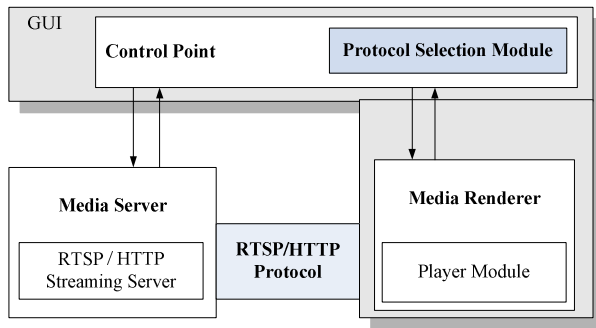 GUI
Control Point
Protocol Selection Module
Media Server
RTSP / HTTP
Streaming Server
RTSP/HTTP
Protocol
Media Renderer
Player Module